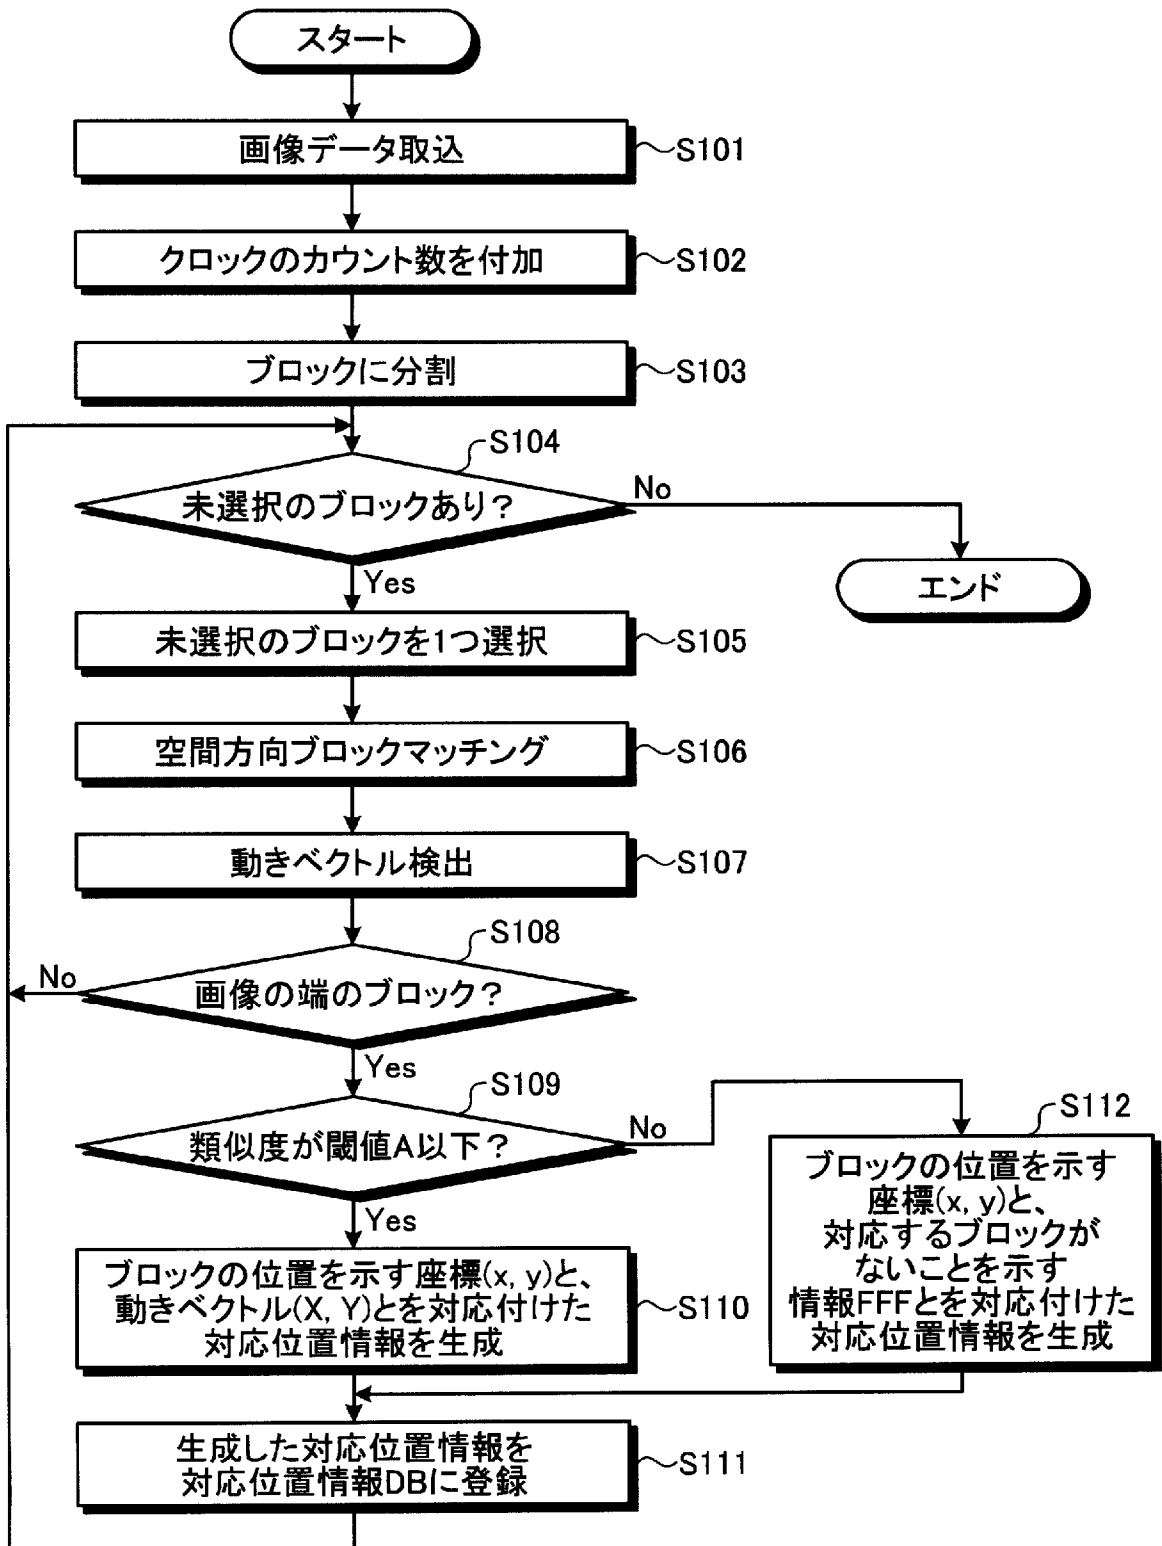 スタート
画像データ取込
S101
クロックのカウント数を付加
S102
ブロックに分割
S103
S104
未選択のブロックあり？
No
Yes
エンド
未選択のブロックを1つ選択
S105
空間方向ブロックマッチング
S106
動きベクトル検出
S107
S108
画像の端のブロック？
No
Yes
S109
類似度が閾値A以下？
No
Yes
S112
ブロックの位置を示す
座標(x, y)と、
対応するブロックが
ないことを示す
情報FFFとを対応付けた
対応位置情報を生成
ブロックの位置を示す座標(x, y)と、
動きベクトル(X, Y)とを対応付けた
対応位置情報を生成
S110
生成した対応位置情報を
対応位置情報DBに登録
S111